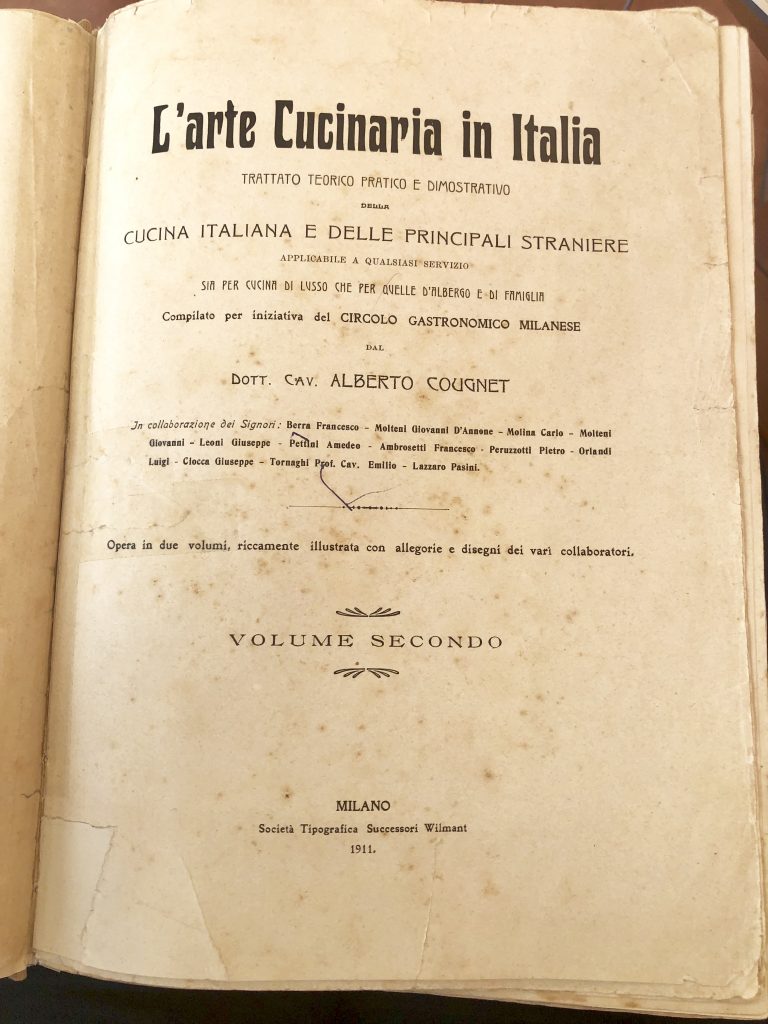 L'arte Cucinaria in Italia
TRATTATO TEORICO PRATICO E DIMOSTRATIVO
DELLA
CUCINA ITALIANA E DELLE PRINCIPALI STRANIERE
APPLICABILE A QUALSIASI SERVIZIO
SIA PER CUCINA DI LUSSO CHE PER QUELLE D'ALBERGO E DI FAMIGLIA
Compilato per iniziativa del CIRCOLO GASTRONOMICO MILANESE
DAL
DOTT. CAV. ALBERTO COUGNET
In collaborazione dei Signori: Berra Francesco - Molteni Giovanni D'Annone - Molina Carlo - Molteni
Giovanni - Leoni Giuseppe - Pettini Amedeo - Ambrosetti Francesco - Peruzzotti Pietro - Orlandi
Luigi - Ciocca Giuseppe - Tornaghi Prof. Cav. Emilio - Lazzaro Pasini.
Opera in due volumi, riccamente illustrata con allegorie e disegni dei varî collaboratori.
VOLUME SECONDO
MILANO
Società Tipografica Successori Wilmant
1911.